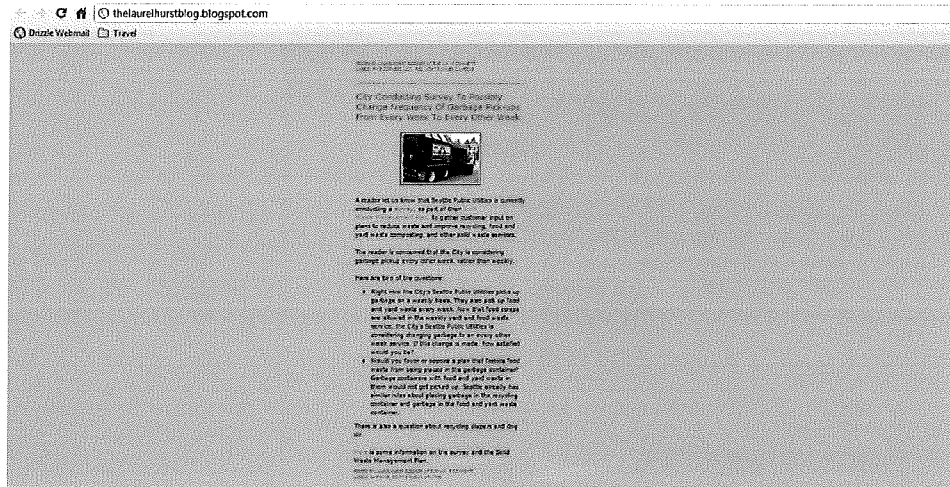 thelaurelhurstblog.blogspot.com
Drizzle Webmail Travel
City Conducting Survey To Possibly
Change Frequency Of Garbage Pick-ups
From Every Week To Every Other Week
A reader let us know that Seattle Public Utilities is currently
conducting a survey as part of their
to gather customer input on
plans to reduce waste and improve recycling, food and
yard waste composting, and other solid waste services.
The reader is concerned that the City is considering
garbage pickup every other week, rather than weekly.
Here are two of the questions:
• Right now the City's Seattle Public Utilities picks up
garbage on a weekly basis. They also pick up food
and yard waste every week. Now that food scraps
are allowed in the weekly yard and food waste
service, the City's Seattle Public Utilities is
considering changing garbage to an every other
week service. If this change is made, how satisfied
would you be?
• Would you favor or oppose a plan that forbids food
waste from being placed in the garbage container?
Garbage containers with food and yard waste in
them would not get picked up. Seattle already has
similar rules about placing garbage in the recycling
container and garbage in the food and yard waste
container.
There is also a question about recycling diapers and dog
is some information on the survey and the Solid
Waste Management Plan.